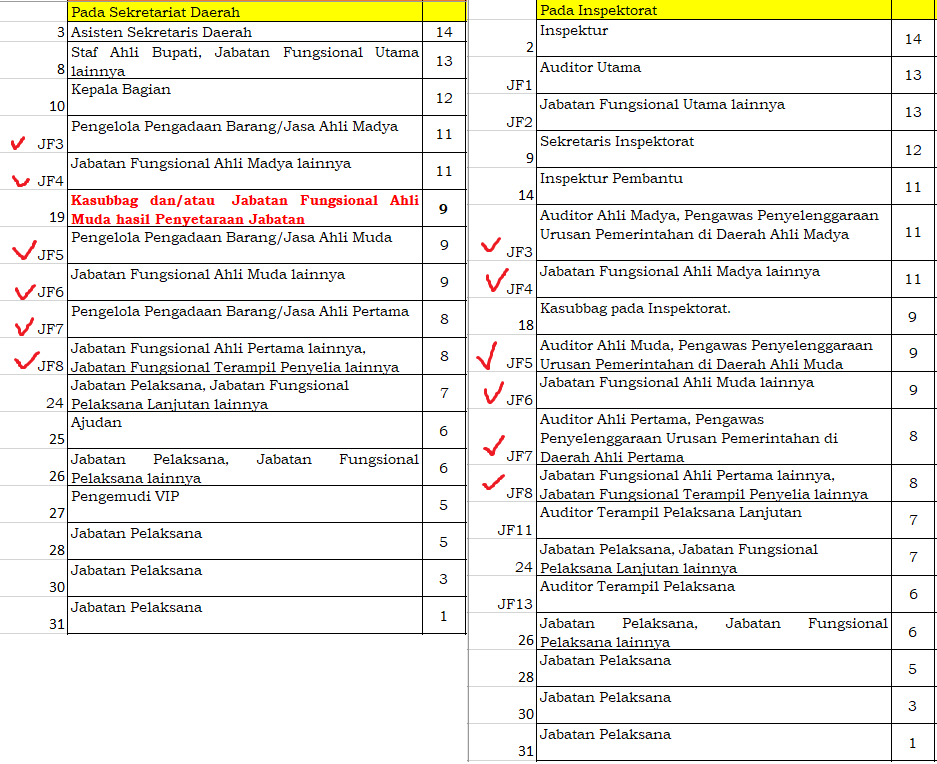 Pada Sekretariat Daerah
3 Asisten Sekretaris Daerah 14
Staf Ahli Bupati, Jabatan Fungsional Utama
8 lainnya 13
Kepala Bagian
10 12
Pengelola Pengadaan Barang/Jasa Ahli Madya
JF3 11
Jabatan Fungsional Ahli Madya lainnya
JF4 11
Kasubbag dan/atau Jabatan Fungsional Ahli
19 Muda hasil Penyetaraan Jabatan 9
Pengelola Pengadaan Barang/Jasa Ahli Muda
JF5 9
Jabatan Fungsional Ahli Muda lainnya
JF6 9
Pengelola Pengadaan Barang/Jasa Ahli Pertama
JF7 8
Jabatan Fungsional Ahli Pertama lainnya,
JF8 Jabatan Fungsional Terampil Penyelia lainnya 8
Jabatan Pelaksana, Jabatan Fungsional
24 Pelaksana Lanjutan lainnya 7
Ajudan
25 6
Jabatan Pelaksana, Jabatan Fungsional
26 Pelaksana lainnya 6
Pengemudi VIP
27 5
Jabatan Pelaksana
28 5
Jabatan Pelaksana
30 3
Jabatan Pelaksana
31 1
Pada Inspektorat
Inspektur
2 14
Auditor Utama
JF1 13
Jabatan Fungsional Utama lainnya
JF2 13
Sekretaris Inspektorat
9 12
Inspektur Pembantu
14 11
Auditor Ahli Madya, Pengawas Penyelenggaraan
Urusan Pemerintahan di Daerah Ahli Madya
JF3 11
Jabatan Fungsional Ahli Madya lainnya
JF4 11
Kasubbag pada Inspektorat.
18 9
Auditor Ahli Muda, Pengawas Penyelenggaraan
JF5 Urusan Pemerintahan di Daerah Ahli Muda 9
Jabatan Fungsional Ahli Muda lainnya
JF6 9
Auditor Ahli Pertama, Pengawas
Penyelenggaraan Urusan Pemerintahan di
JF7 Daerah Ahli Pertama 8
Jabatan Fungsional Ahli Pertama lainnya,
JF8 Jabatan Fungsional Terampil Penyelia lainnya 8
Auditor Terampil Pelaksana Lanjutan
JF11 7
Jabatan Pelaksana, Jabatan Fungsional
24 Pelaksana Lanjutan lainnya 7
Auditor Terampil Pelaksana
JF13 6
Jabatan Pelaksana, Jabatan Fungsional
26 Pelaksana lainnya 6
Jabatan Pelaksana
28 5
Jabatan Pelaksana
30 3
Jabatan Pelaksana
31 1